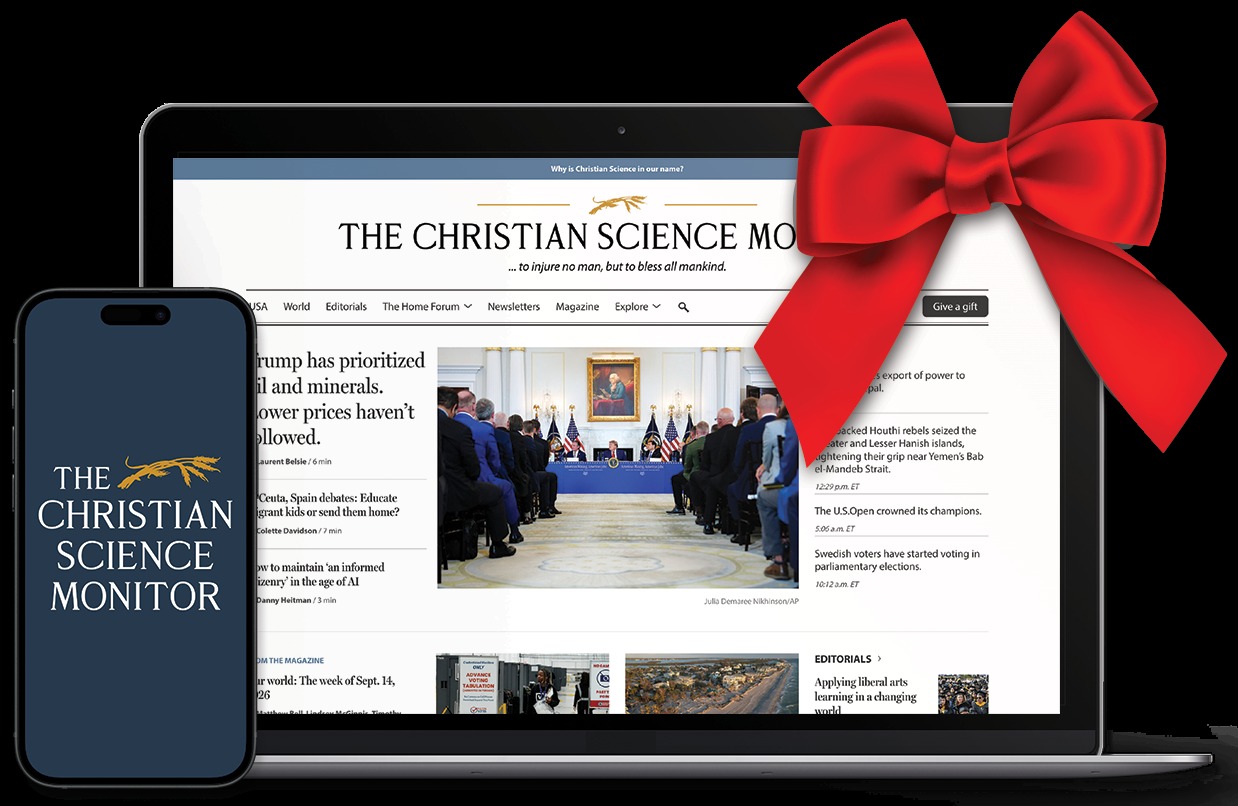 Why is Christian Science in our name?
THE CHRISTIAN SCIENCE MO
... to injure no man, but to bless all mankind.
USA World Editorials The Home Forum Newsletters Magazine Explore
Give a gift
rump has prioritized
il and minerals.
ower prices haven't
ollowed.
Laurent Belsie / 6 min
Ceuta, Spain debates: Educate
igrant kids or send them home?
Colette Davidson / 7 min
ow to maintain 'an informed
izenry' in the age of AI
Danny Heitman / 3 min
Julia Demaree Nikhinson/AP
s export of power to
pal.
backed Houthi rebels seized the
eater and Lesser Hanish islands,
ightening their grip near Yemen's Bab
el-Mandeb Strait.
12:29 p.m. ET
The U.S.Open crowned its champions.
5:06 a.m. ET
Swedish voters have started voting in
parliamentary elections.
10:12 a.m. ET
OM THE MAGAZINE
ur world: The week of Sept. 14,
26
ONLY
ADVANCE
VOTING
TABULATION
EDITORIALS
Applying liberal arts
learning in a changing
world
THE
CHRISTIAN
SCIENCE
MONITOR